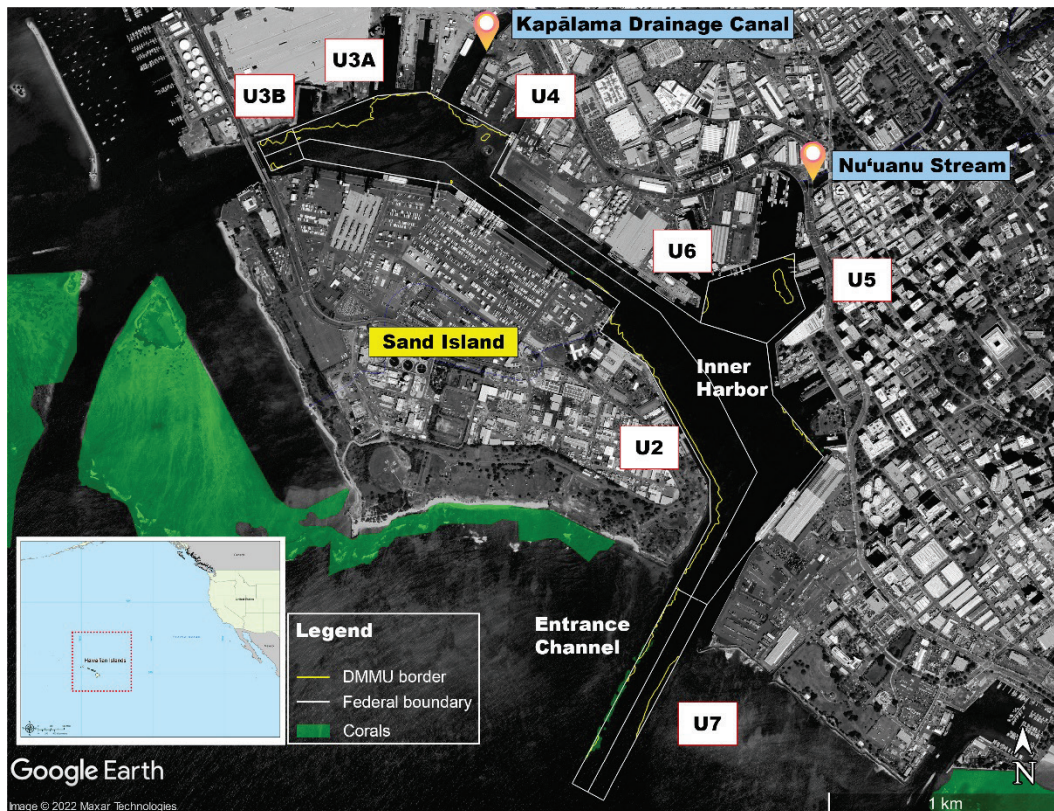 Kapālama Drainage Canal
U3A
U3B
U4
Nuʻuanu Stream
U6
U5
Sand Island
Inner
Harbor
U2
Entrance
Channel
U7
Hawaiian Islands
Legend
DMMU border
Federal boundary
Corals
N
1 km
Google Earth
Image © 2022 Maxar Technologies